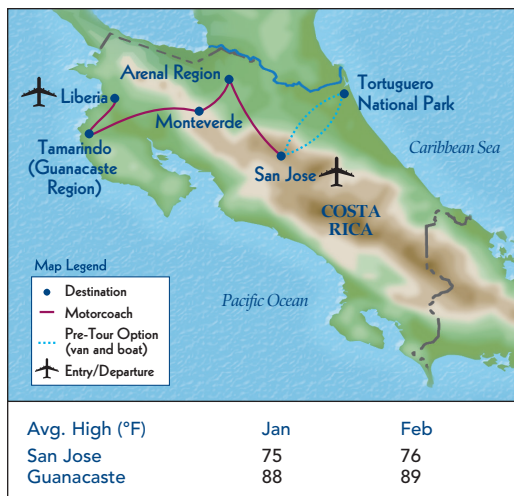 Arenal Region
Liberia
Tortuguero
National Park
Monteverde
Tamarindo
(Guanacaste
Region)
Caribbean Sea
San Jose
COSTA
RICA
Map Legend
Destination
Motorcoach
Pre-Tour Option
(van and boat)
Entry/Departure
Pacific Ocean
Avg. High (°F) Jan Feb
San Jose 75 76
Guanacaste 88 89